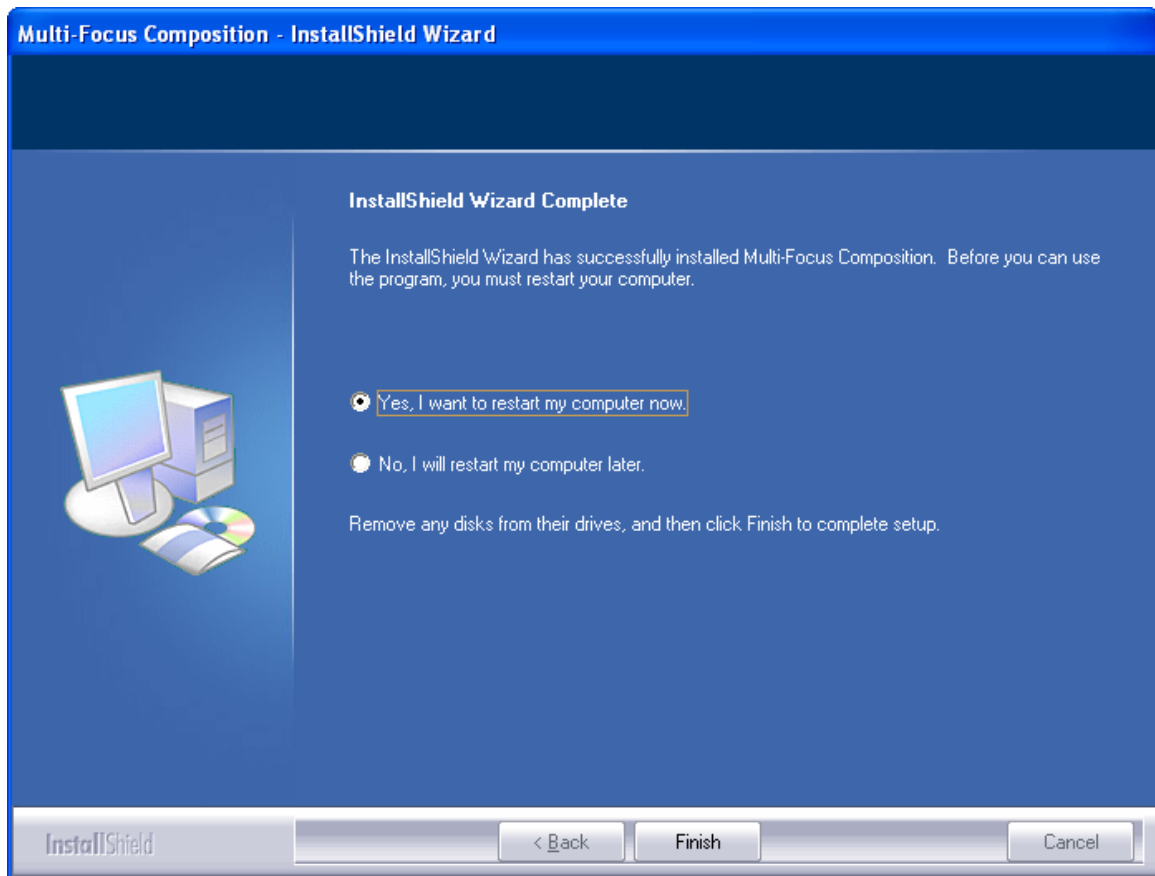 Multi-Focus Composition - InstallShield Wizard
InstallShield Wizard Complete
The InstallShield Wizard has successfully installed Multi-Focus Composition.  Before you can use
the program, you must restart your computer.
Yes, I want to restart my computer now.
No, I will restart my computer later.
Remove any disks from their drives, and then click Finish to complete setup.
InstallShield
< Back
Finish
Cancel